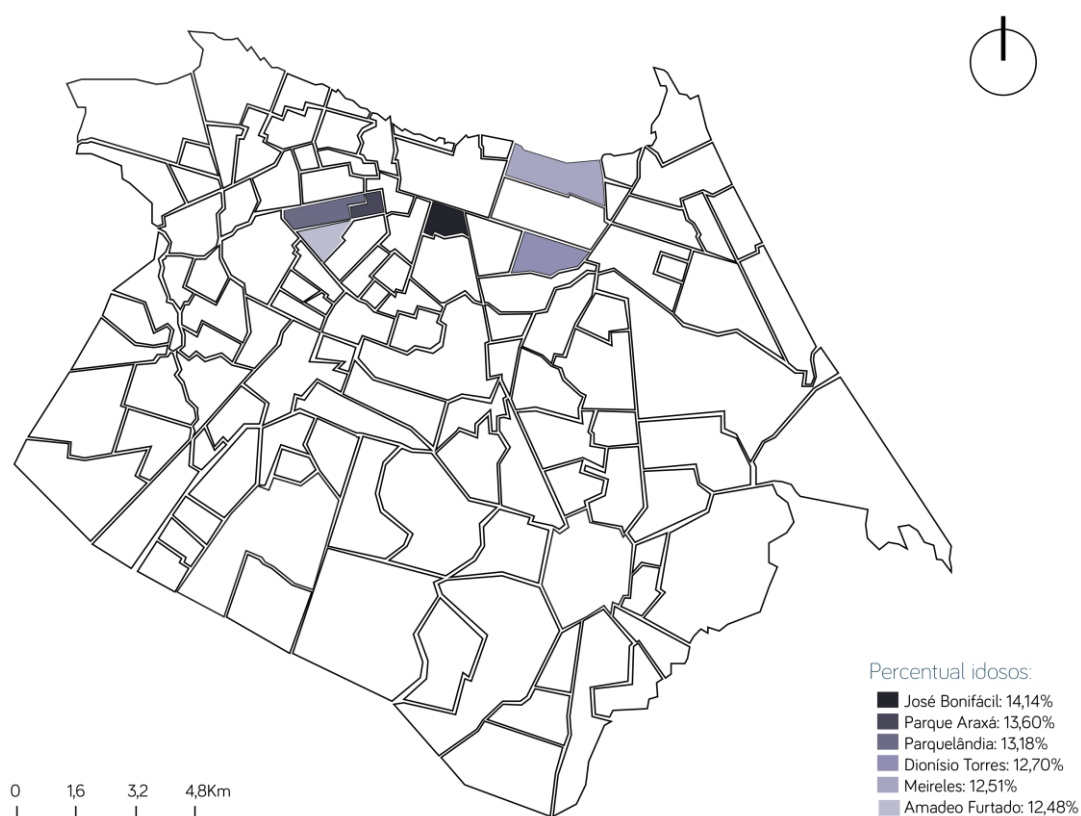 Percentual idosos:
José Bonifácil: 14,14%
Parque Araxá: 13,60%
Parquelândia: 13,18%
Dionísio Torres: 12,70%
Meireles: 12,51%
Amadeo Furtado: 12,48%
0 1,6 3,2 4,8Km